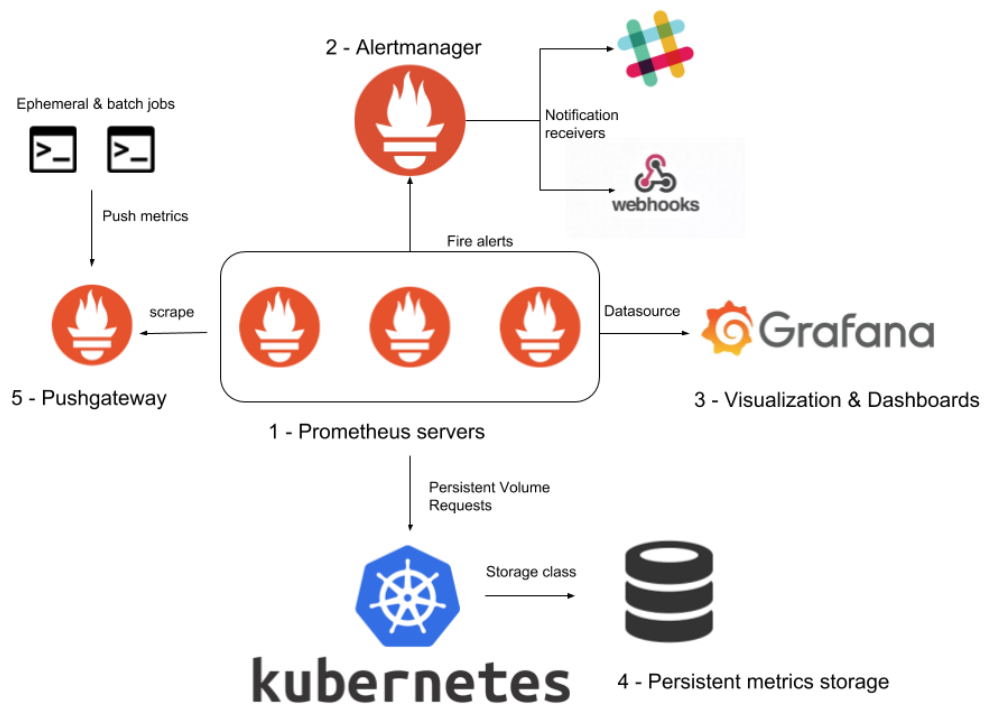 2 - Alertmanager
Ephemeral & batch jobs
>_ >_
Notification
receivers
webhooks
Push metrics
Fire alerts
scrape
Datasource
Grafana
5 - Pushgateway
3 - Visualization & Dashboards
1 - Prometheus servers
Persistent Volume
Requests
Storage class
kubernetes
4 - Persistent metrics storage